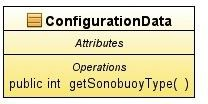 ConfigurationData
Attributes
Operations
public int getSonobuoyType( )